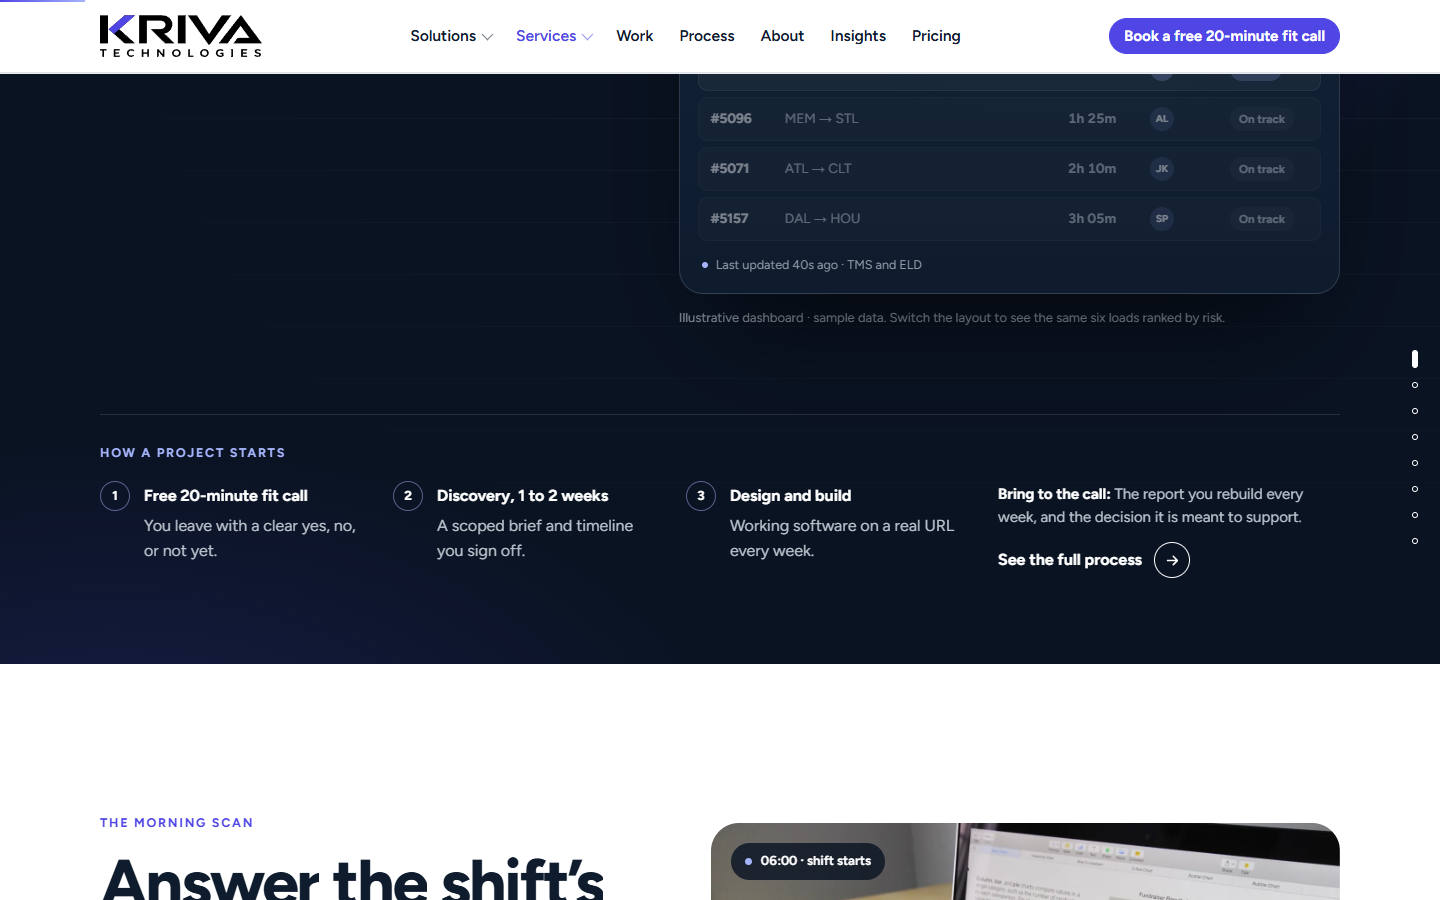 KRIVA
TECHNOLOGIES
Solutions
Services
Work
Process
About
Insights
Pricing
Book a free 20-minute fit call
#5096 MEM → STL 1h 25m AL On track
#5071 ATL → CLT 2h 10m JK On track
#5157 DAL → HOU 3h 05m SP On track
Last updated 40s ago · TMS and ELD
Illustrative dashboard · sample data. Switch the layout to see the same six loads ranked by risk.
HOW A PROJECT STARTS
1 Free 20-minute fit call
You leave with a clear yes, no,
or not yet.
2 Discovery, 1 to 2 weeks
A scoped brief and timeline
you sign off.
3 Design and build
Working software on a real URL
every week.
Bring to the call: The report you rebuild every
week, and the decision it is meant to support.
See the full process →
THE MORNING SCAN
Answer the shift’s
06:00 · shift starts